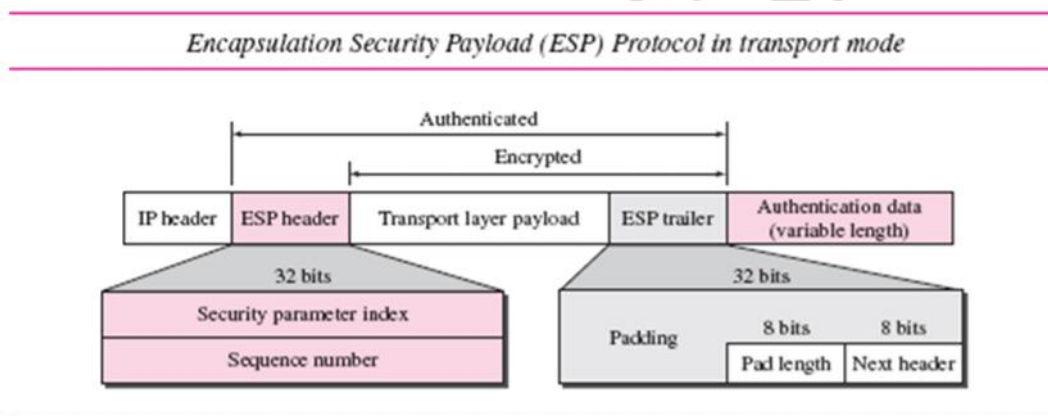 Encapsulation Security Payload (ESP) Protocol in transport mode
Authenticated
Encrypted
IP header
ESP header
Transport layer payload
ESP trailer
Authentication data
(variable length)
32 bits
Security parameter index
Sequence number
32 bits
Padding
8 bits
8 bits
Pad length
Next header